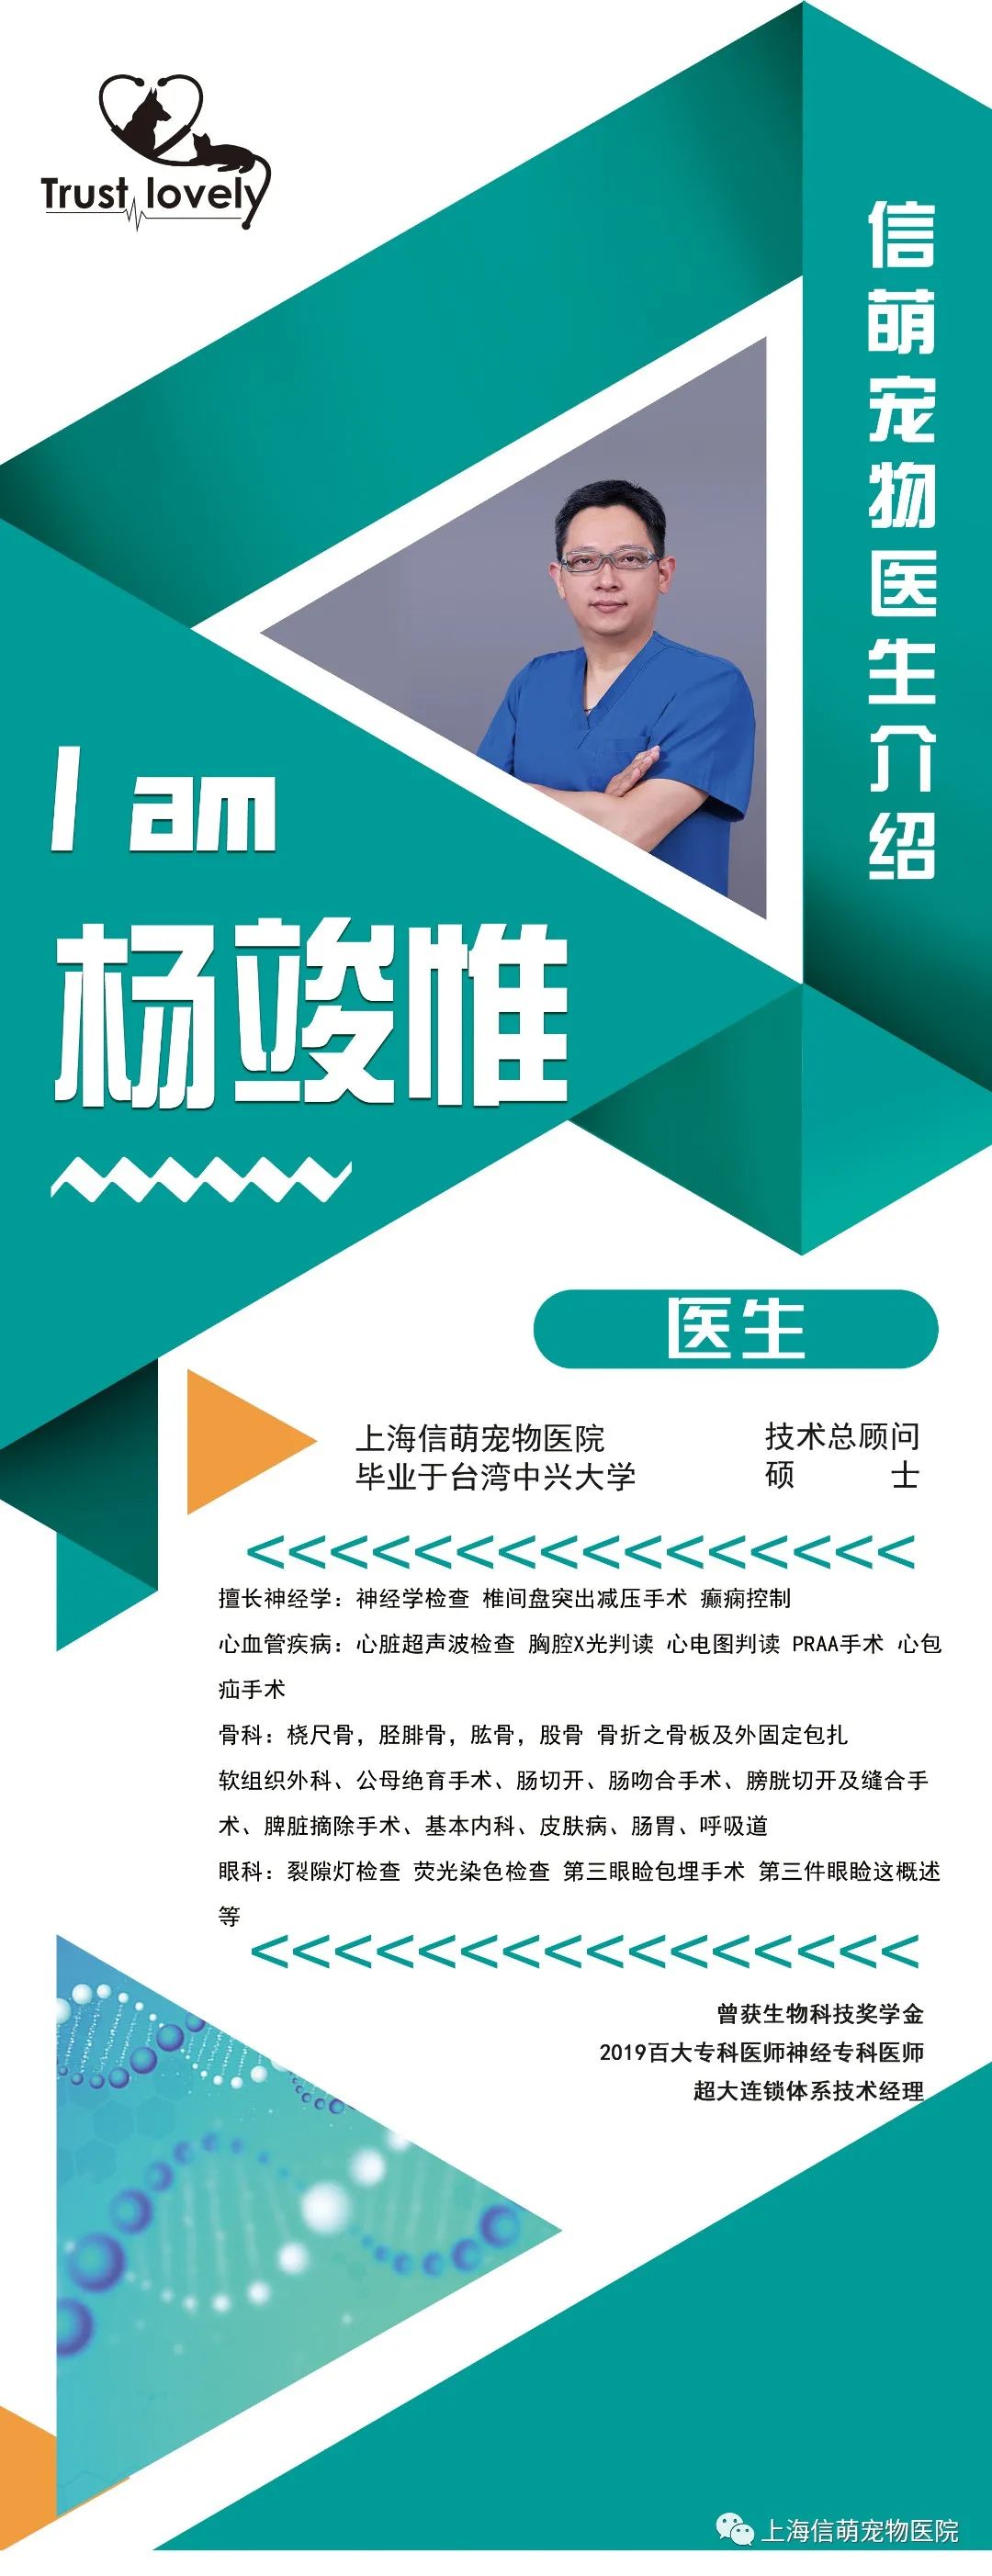 Trust lovely
信萌宠物医生介绍
I am
杨竣惟
医生
上海信萌宠物医院 技术总顾问
毕业于台湾中兴大学 硕 士
擅长神经学：神经学检查 椎间盘突出减压手术 癫痫控制
心血管疾病：心脏超声波检查 胸腔X光判读 心电图判读 PRAA手术 心包
疝手术
骨科：桡尺骨，胫腓骨，肱骨，股骨 骨折之骨板及外固定包扎
软组织外科、公母绝育手术、肠切开、肠吻合手术、膀胱切开及缝合手
术、脾脏摘除手术、基本内科、皮肤病、肠胃、呼吸道
眼科：裂隙灯检查 荧光染色检查 第三眼睑包埋手术 第三件眼睑这概述
等
曾获生物科技奖学金
2019百大专科医师神经专科医师
超大连锁体系技术经理
上海信萌宠物医院